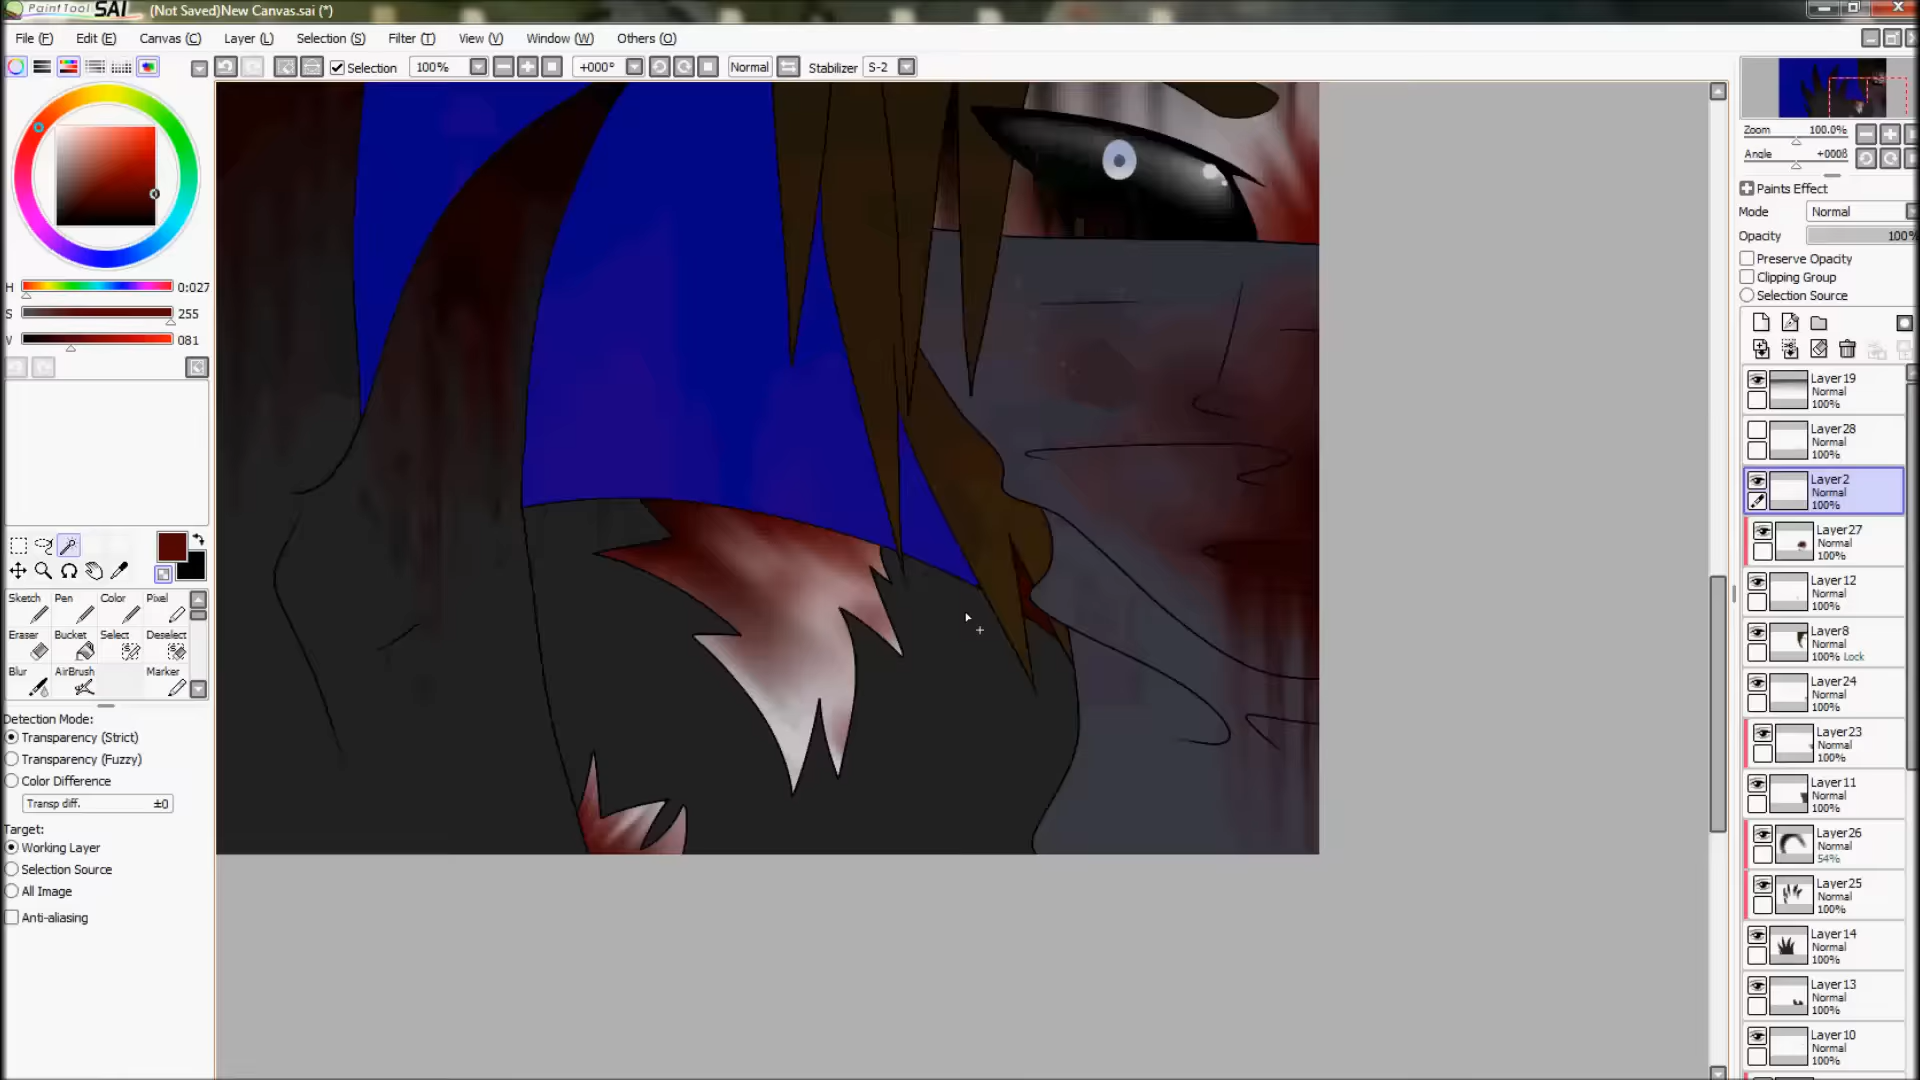 PaintTool SAI (Not Saved)New Canvas.sai (*)
File (F) Edit (E) Canvas (C) Layer (L) Selection (S) Filter (T) View (V) Window (W) Others (O)
Selection 100% +000° Normal Stabilizer S-2
H 0:027
S 255
V 081
Sketch Pen Color Pixel
Eraser Bucket Select Deselect
Blur AirBrush Marker
Detection Mode:
Transparency (Strict)
Transparency (Fuzzy)
Color Difference
Transp diff. ±0
Target:
Working Layer
Selection Source
All Image
Anti-aliasing
Zoom 100.0%
Angle
Paints Effect
Mode Normal
Opacity 100%
Preserve Opacity
Clipping Group
Selection Source
Layer19
Normal
100%
Layer28
Normal
100%
Layer2
Normal
100%
Layer27
Normal
100%
Layer12
Normal
100%
Layer8
Normal
100% Lock
Layer24
Normal
100%
Layer23
Normal
100%
Layer11
Normal
100%
Layer26
Normal
54%
Layer25
Normal
100%
Layer14
Normal
100%
Layer13
Normal
100%
Layer10
Normal
100%